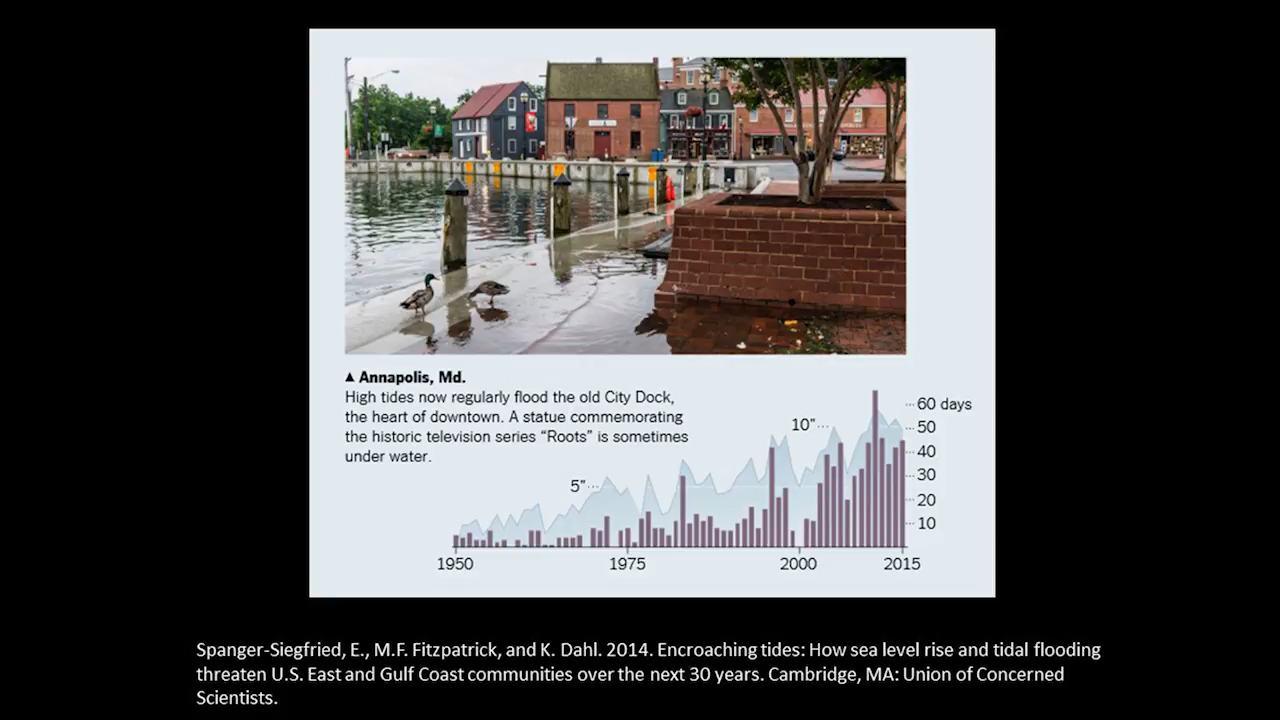 ▲ Annapolis, Md.
High tides now regularly flood the old City Dock,
the heart of downtown. A statue commemorating
the historic television series “Roots” is sometimes
under water.
60 days
50
40
30
20
10
10”
5”
1950
1975
2000
2015
Spanger-Siegfried, E., M.F. Fitzpatrick, and K. Dahl. 2014. Encroaching tides: How sea level rise and tidal flooding
threaten U.S. East and Gulf Coast communities over the next 30 years. Cambridge, MA: Union of Concerned
Scientists.